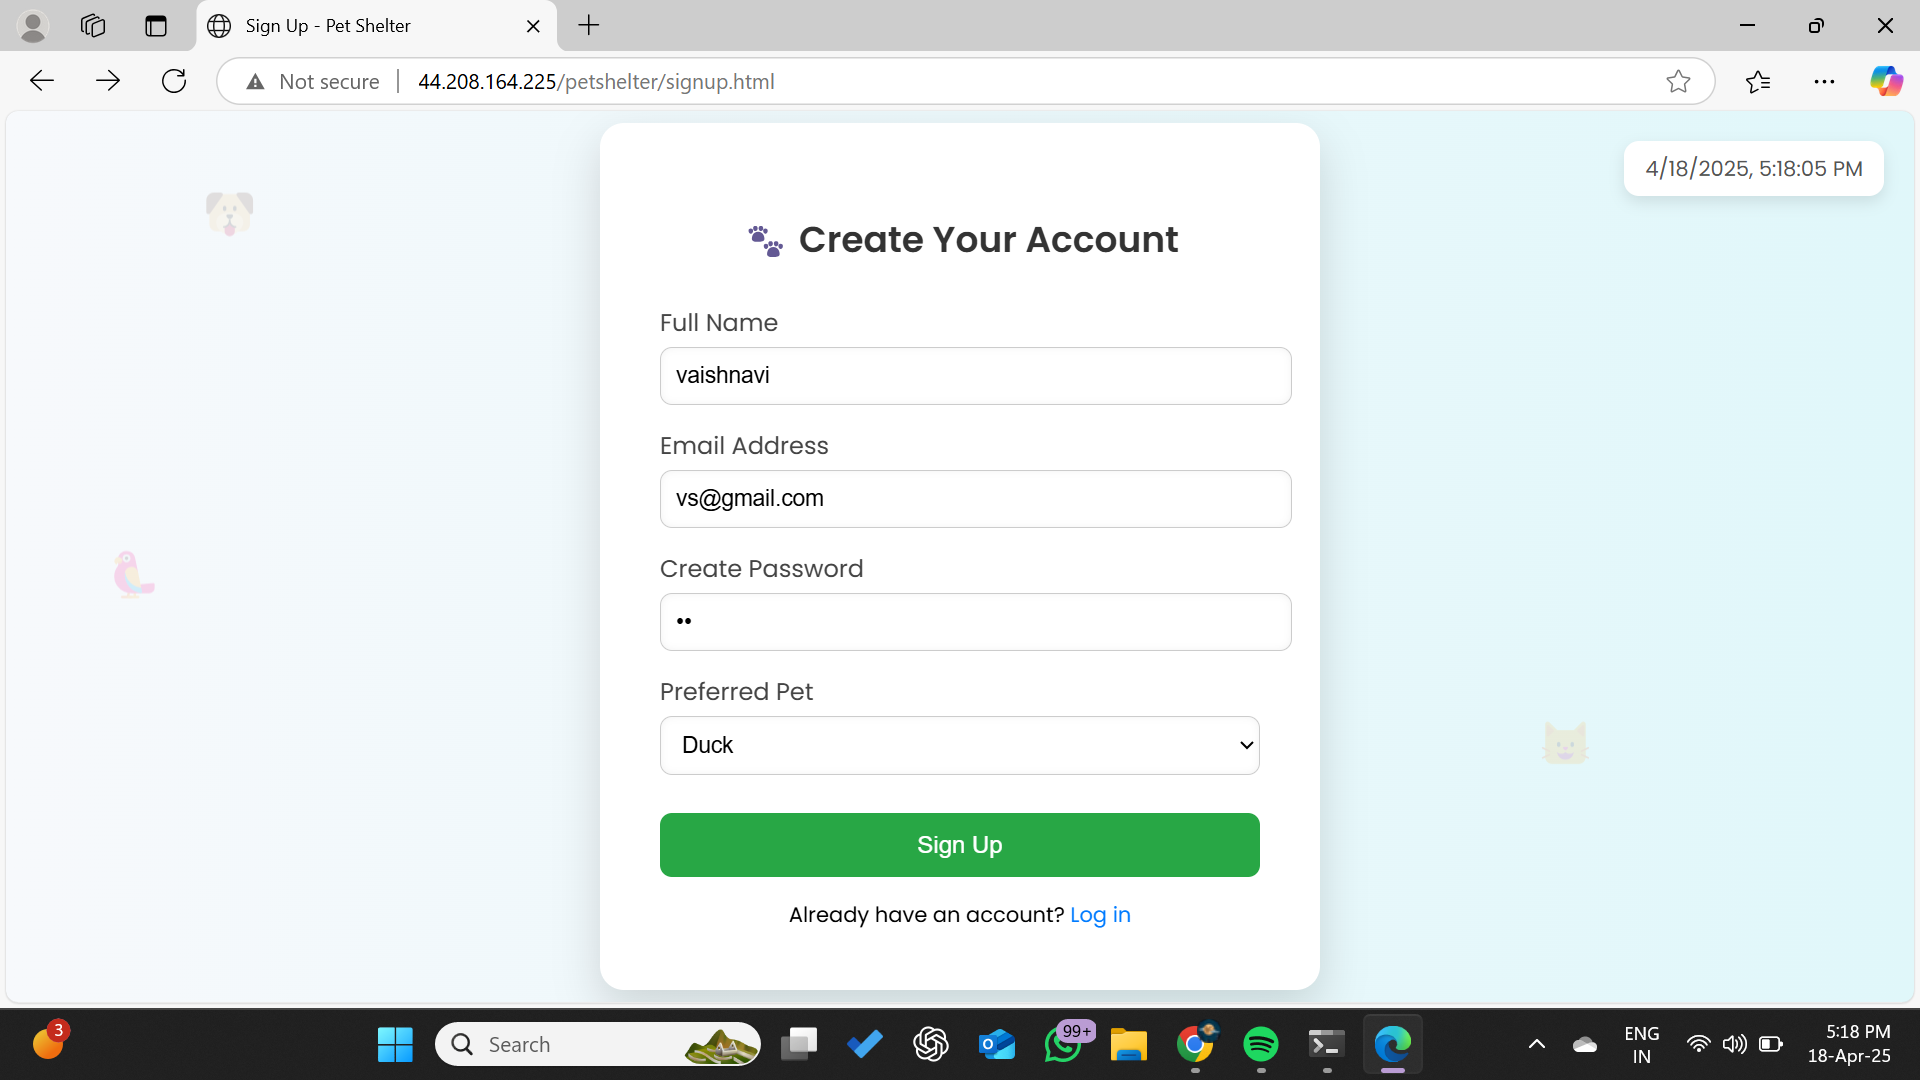 Sign Up - Pet Shelter
Not secure
44.208.164.225/petshelter/signup.html
4/18/2025, 5:18:05 PM
Create Your Account
Full Name
vaishnavi
Email Address
vs@gmail.com
Create Password
••
Preferred Pet
Duck
Sign Up
Already have an account? Log in
3
Search
99+
ENG
IN
5:18 PM
18-Apr-25